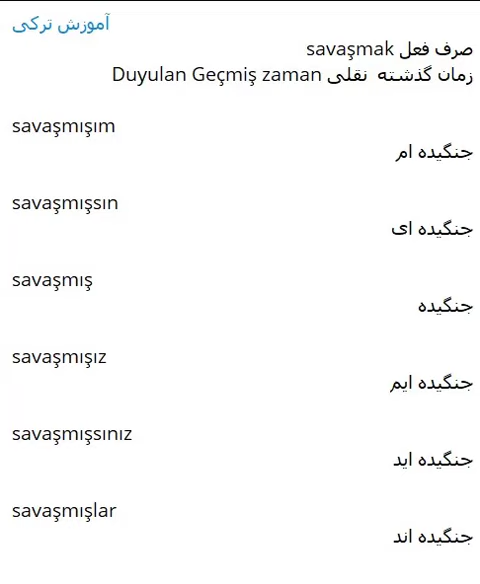 آموزش ترکی
صرف فعل savaşmak
زمان گذشته نقلی Duyulan Geçmiş zaman
savaşmışım
جنگیده ام
savaşmışsın
جنگیده ای
savaşmış
جنگیده
savaşmışız
جنگیده ایم
savaşmışsınız
جنگیده اید
savaşmışlar
جنگیده اند